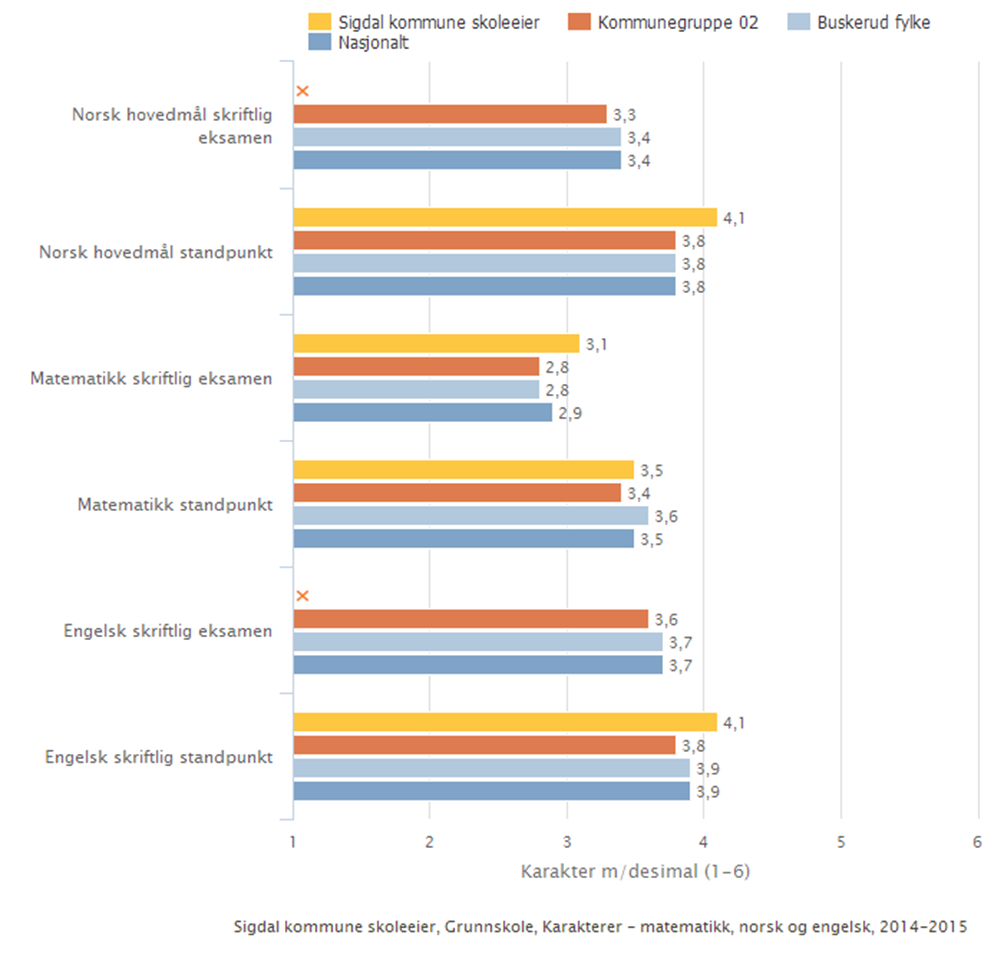 Sigdal kommune skoleeier Kommunegruppe 02 Buskerud fylke
Nasjonalt
Norsk hovedmål skriftlig
eksamen
3,3
3,4
3,4
Norsk hovedmål standpunkt
4,1
3,8
3,8
3,8
Matematikk skriftlig eksamen
3,1
2,8
2,8
2,9
Matematikk standpunkt
3,5
3,4
3,6
3,5
Engelsk skriftlig eksamen
3,6
3,7
3,7
Engelsk skriftlig standpunkt
4,1
3,8
3,9
3,9
1 2 3 4 5 6
Karakter m/desimal (1-6)
Sigdal kommune skoleeier, Grunnskole, Karakterer - matematikk, norsk og engelsk, 2014-2015